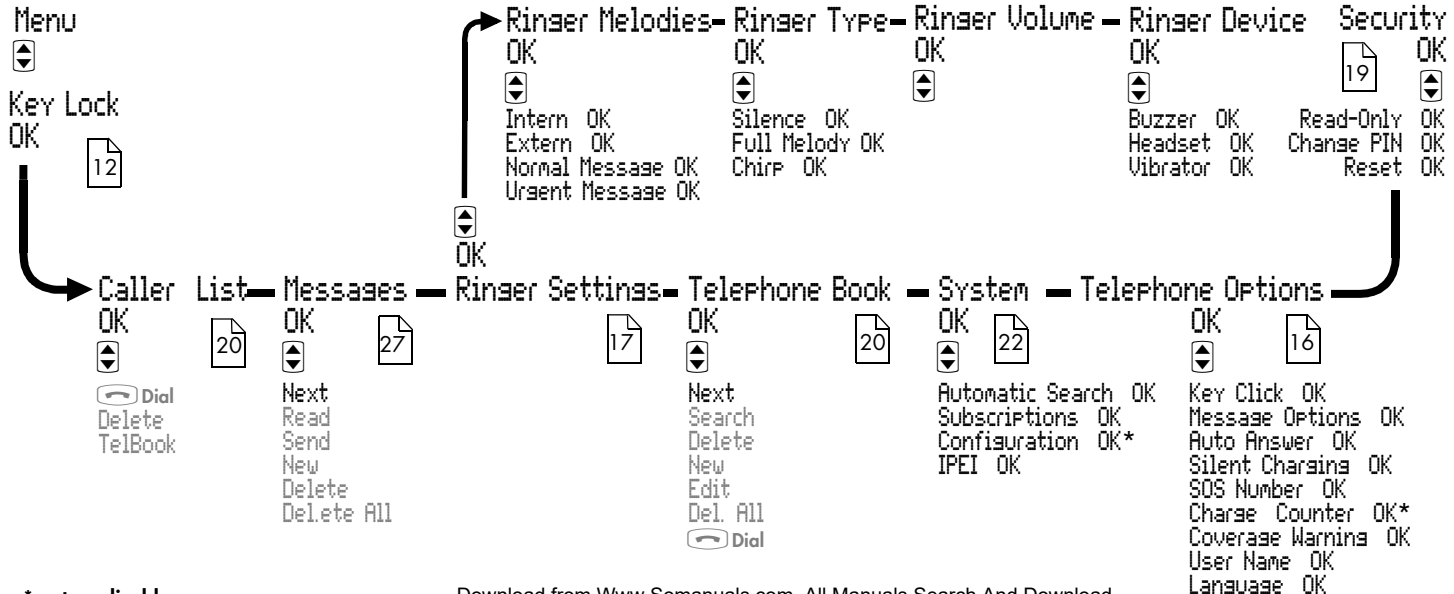 Menu
Key Lock
OK
12
Ringer Melodies
OK
Intern OK
Extern OK
Normal Message OK
Urgent Message OK
Ringer Type
OK
Silence OK
Full Melody OK
Chirp OK
Ringer Volume
OK
Ringer Device
OK
Buzzer OK
Headset OK
Vibrator OK
Security
OK
19
Read-Only OK
Change PIN OK
Reset OK
OK
Caller List
OK
20
Dial
Delete
TelBook
Messages
OK
27
Next
Read
Send
New
Delete
Del.ete All
Ringer Settings
17
Telephone Book
OK
20
Next
Search
Delete
New
Edit
Del. All
Dial
System
OK
22
Automatic Search OK
Subscriptions OK
Configuration OK*
IPEI OK
Telephone Options
OK
16
Key Click OK
Message Options OK
Auto Answer OK
Silent Charging OK
SOS Number OK
Charge Counter OK*
Coverage Warning OK
User Name OK
Language OK
Download from Www.Somanuals.com. All Manuals Search And Download.